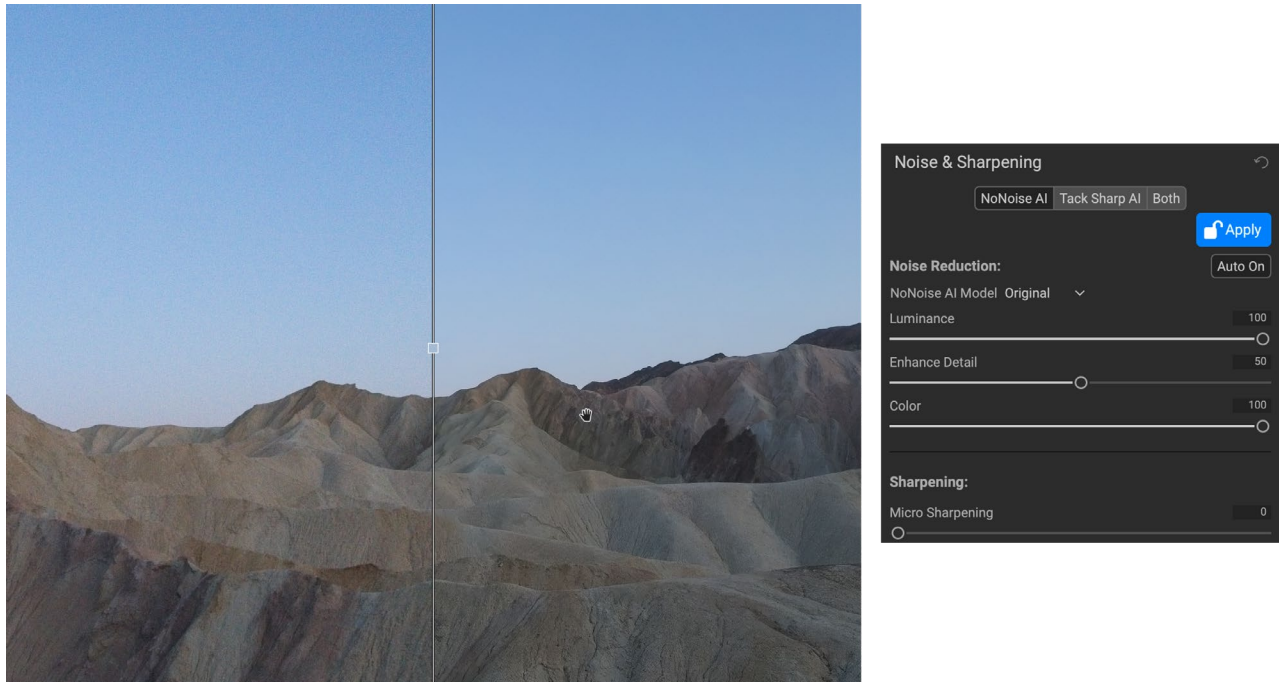 Noise & Sharpening
NoNoise AI Tack Sharp AI Both
Apply
Noise Reduction: Auto On
NoNoise AI Model Original
Luminance 100
Enhance Detail 50
Color 100
Sharpening:
Micro Sharpening 0